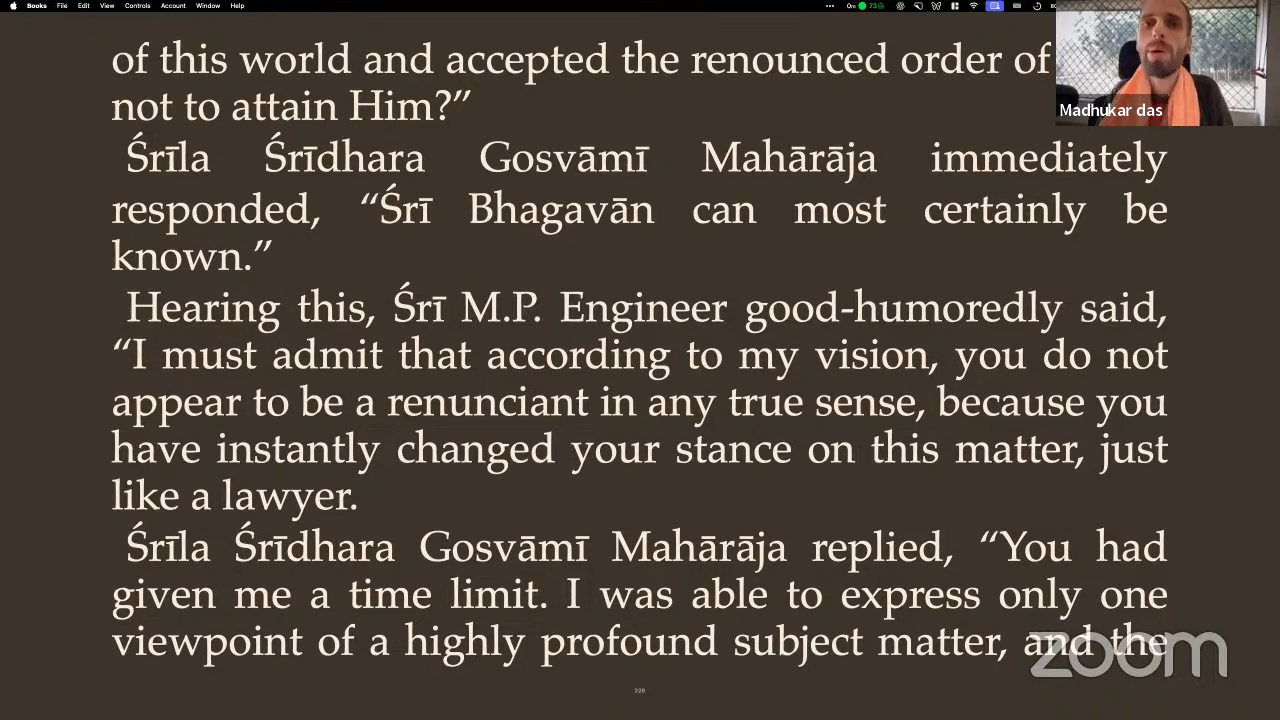 Books File Edit View Controls Account Window Help
of this world and accepted the renounced order of
not to attain Him?”
Śrīla Śrīdhara Gosvāmī Mahārāja immediately
responded, “Śrī Bhagavān can most certainly be
known.”
Hearing this, Śrī M.P. Engineer good-humoredly said,
“I must admit that according to my vision, you do not
appear to be a renunciant in any true sense, because you
have instantly changed your stance on this matter, just
like a lawyer.
Śrīla Śrīdhara Gosvāmī Mahārāja replied, “You had
given me a time limit. I was able to express only one
viewpoint of a highly profound subject matter, and the
Madhukar das
zoom
228